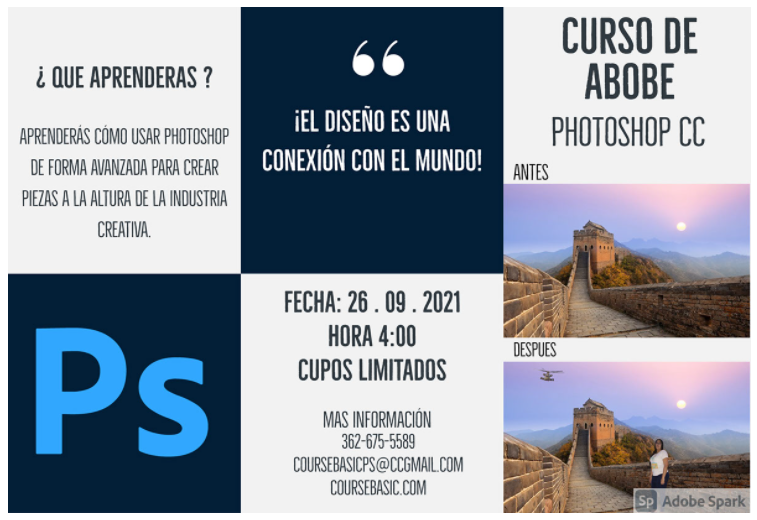 ¿ QUE APRENDERAS ?
APRENDERÁS CÓMO USAR PHOTOSHOP
DE FORMA AVANZADA PARA CREAR
PIEZAS A LA ALTURA DE LA INDUSTRIA
CREATIVA.
Ps
“
¡EL DISEÑO ES UNA
CONEXIÓN CON EL MUNDO!
FECHA: 26 . 09 . 2021
HORA 4:00
CUPOS LIMITADOS
MAS INFORMACIÓN
362-675-5589
COURSEBASICPS@CCGMAIL.COM
COURSEBASIC.COM
CURSO DE
ABOBE
PHOTOSHOP CC
ANTES
DESPUES
Sp Adobe Spark